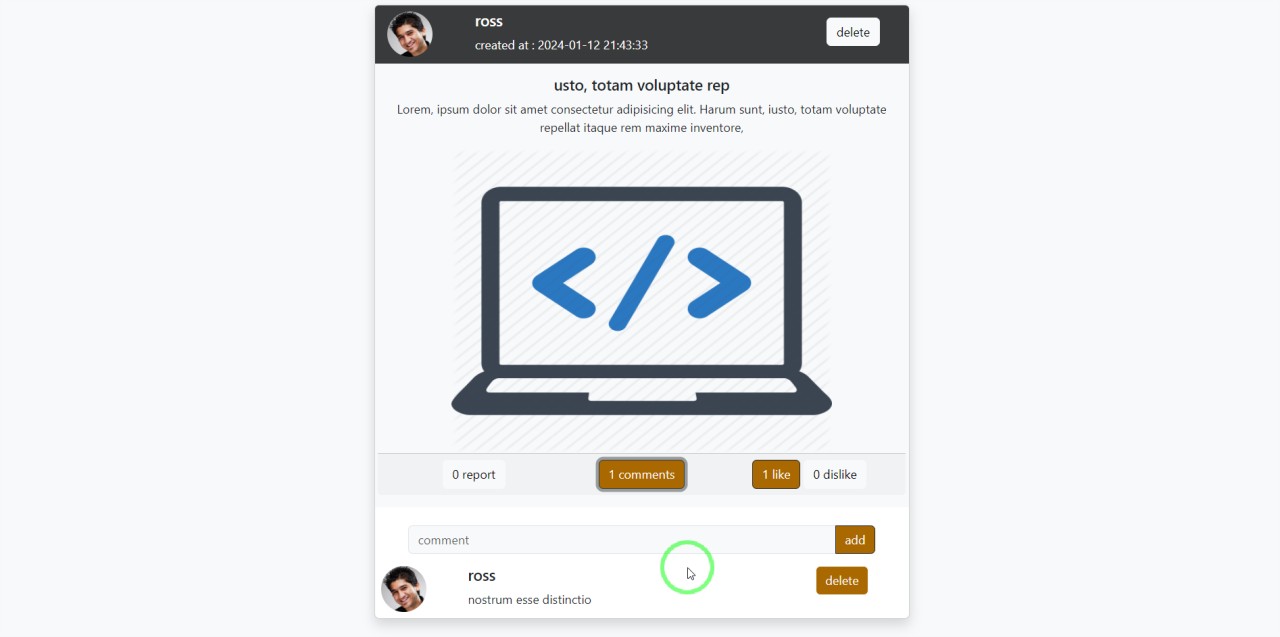 ross
created at : 2024-01-12 21:43:33
delete
usto, totam voluptate rep
Lorem, ipsum dolor sit amet consectetur adipisicing elit. Harum sunt, iusto, totam voluptate
repellat itaque rem maxime inventore,
</>
0 report
1 comments
1 like
0 dislike
comment
add
ross
delete
nostrum esse distinctio